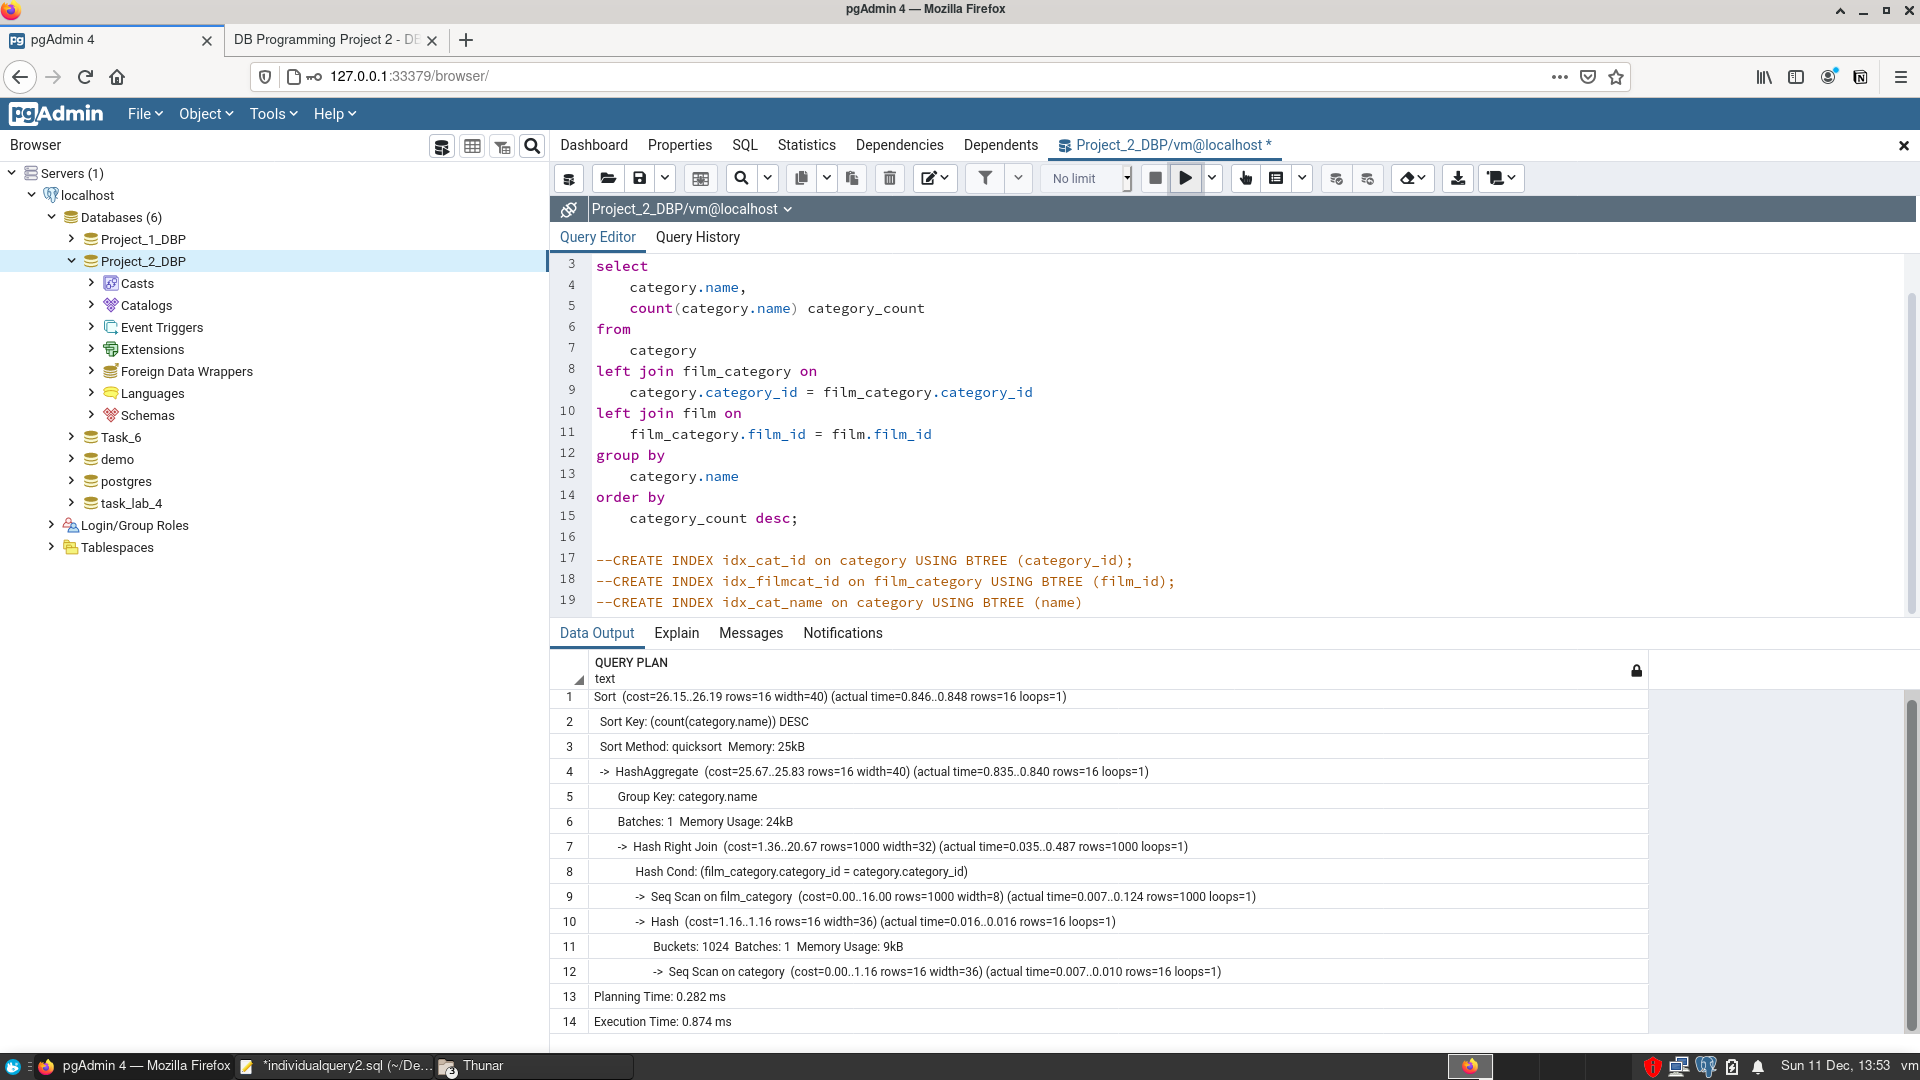 pgAdmin 4 — Mozilla Firefox
pgAdmin 4
DB Programming Project 2 - DB
127.0.0.1:33379/browser/
pgAdmin File Object Tools Help
Browser
Dashboard Properties SQL Statistics Dependencies Dependents Project_2_DBP/vm@localhost *
Servers (1)
localhost
Databases (6)
Project_1_DBP
Project_2_DBP
Casts
Catalogs
Event Triggers
Extensions
Foreign Data Wrappers
Languages
Schemas
Task_6
demo
postgres
task_lab_4
Login/Group Roles
Tablespaces
No limit
Project_2_DBP/vm@localhost
Query Editor Query History
3 select
4 category.name,
5 count(category.name) category_count
6 from
7 category
8 left join film_category on
9 category.category_id = film_category.category_id
10 left join film on
11 film_category.film_id = film.film_id
12 group by
13 category.name
14 order by
15 category_count desc;
16
17 --CREATE INDEX idx_cat_id on category USING BTREE (category_id);
18 --CREATE INDEX idx_filmcat_id on film_category USING BTREE (film_id);
19 --CREATE INDEX idx_cat_name on category USING BTREE (name)
Data Output Explain Messages Notifications
QUERY PLAN
text
1 Sort (cost=26.15..26.19 rows=16 width=40) (actual time=0.846..0.848 rows=16 loops=1)
2 Sort Key: (count(category.name)) DESC
3 Sort Method: quicksort Memory: 25kB
4 -> HashAggregate (cost=25.67..25.83 rows=16 width=40) (actual time=0.835..0.840 rows=16 loops=1)
5 Group Key: category.name
6 Batches: 1 Memory Usage: 24kB
7 -> Hash Right Join (cost=1.36..20.67 rows=1000 width=32) (actual time=0.035..0.487 rows=1000 loops=1)
8 Hash Cond: (film_category.category_id = category.category_id)
9 -> Seq Scan on film_category (cost=0.00..16.00 rows=1000 width=8) (actual time=0.007..0.124 rows=1000 loops=1)
10 -> Hash (cost=1.16..1.16 rows=16 width=36) (actual time=0.016..0.016 rows=16 loops=1)
11 Buckets: 1024 Batches: 1 Memory Usage: 9kB
12 -> Seq Scan on category (cost=0.00..1.16 rows=16 width=36) (actual time=0.007..0.010 rows=16 loops=1)
13 Planning Time: 0.282 ms
14 Execution Time: 0.874 ms
pgAdmin 4 — Mozilla Firefox
*individualquery2.sql (~/De...
3 Thunar
Sun 11 Dec, 13:53 vm